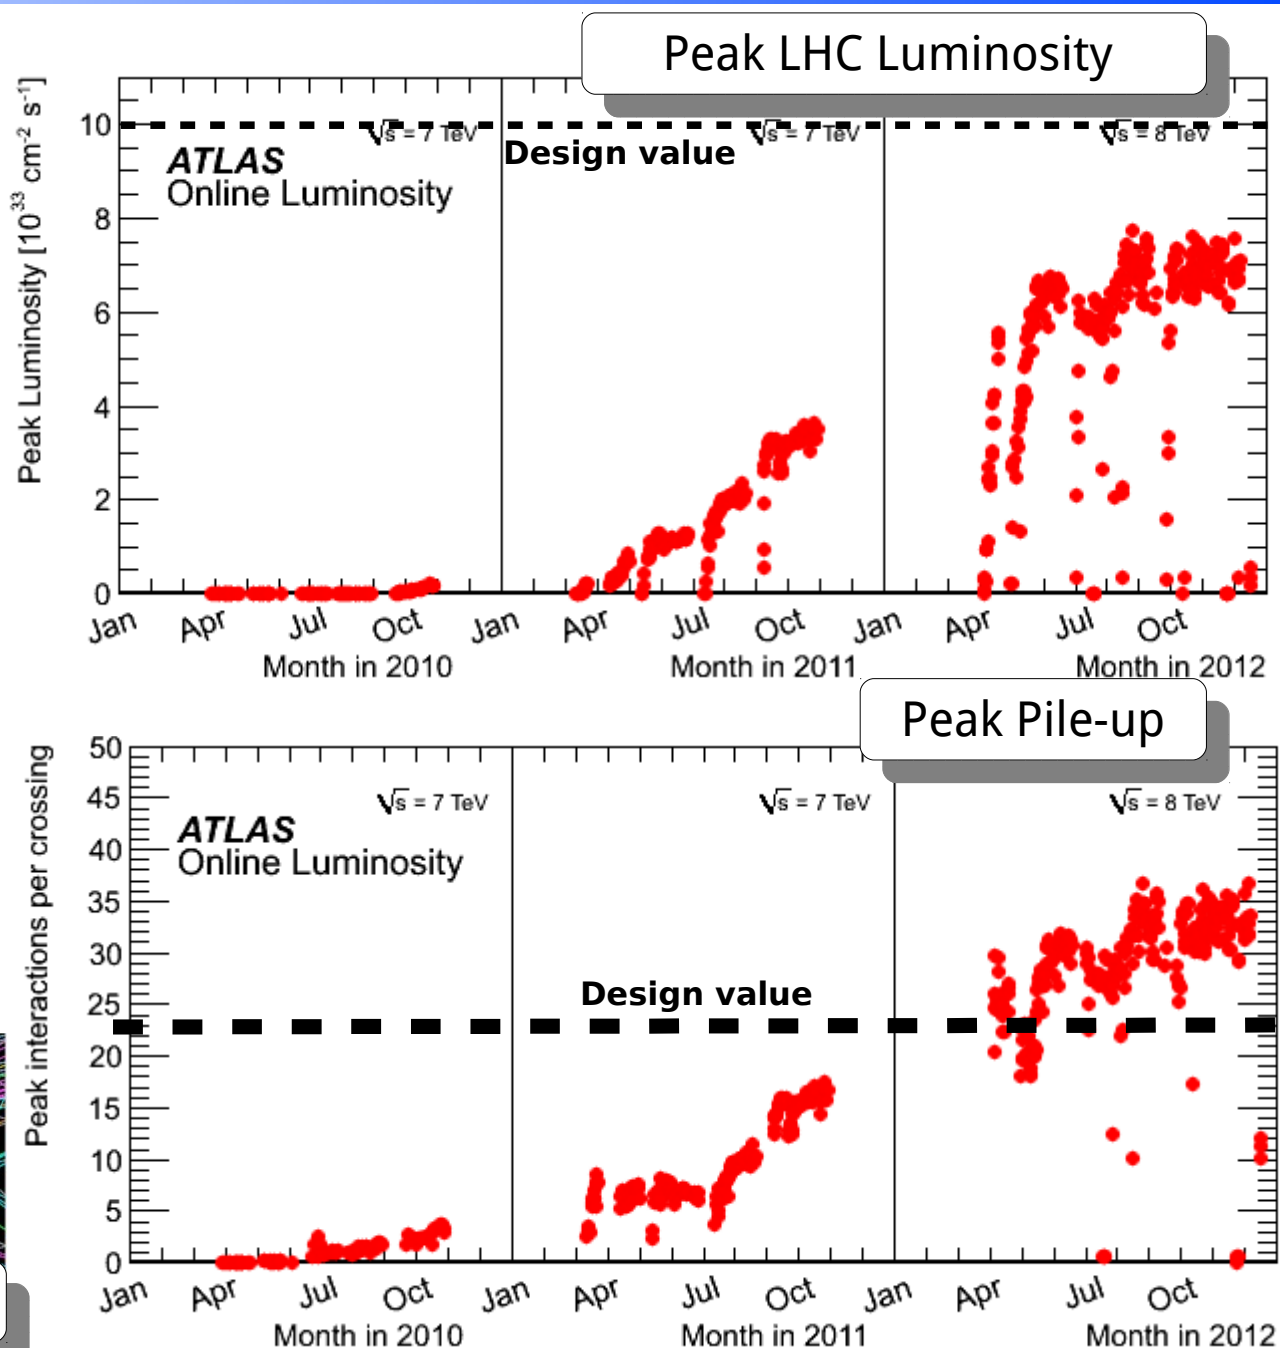 Peak LHC Luminosity
Peak Luminosity [10³³ cm⁻² s⁻¹]
10
8
6
4
2
0
√s = 7 TeV
√s = 7 TeV
√s = 8 TeV
ATLAS
Online Luminosity
Design value
Jan Apr Jul Oct Jan Apr Jul Oct Jan Apr Jul Oct
Month in 2010 Month in 2011 Month in 2012
Peak Pile-up
Peak interactions per crossing
50
45
40
35
30
25
20
15
10
5
0
√s = 7 TeV
√s = 7 TeV
√s = 8 TeV
ATLAS
Online Luminosity
Design value
Jan Apr Jul Oct Jan Apr Jul Oct Jan Apr Jul Oct
Month in 2010 Month in 2011 Month in 2012